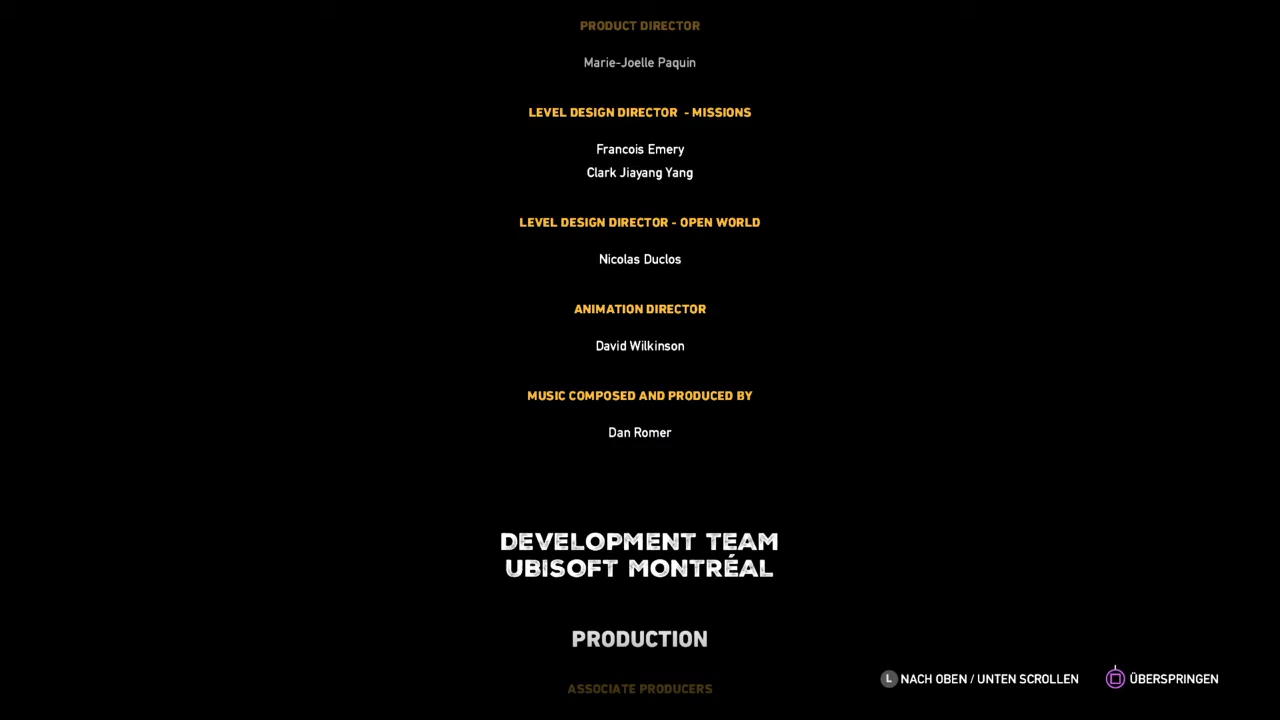 PRODUCT DIRECTOR
Marie-Joelle Paquin
LEVEL DESIGN DIRECTOR - MISSIONS
Francois Emery
Clark Jiayang Yang
LEVEL DESIGN DIRECTOR - OPEN WORLD
Nicolas Duclos
ANIMATION DIRECTOR
David Wilkinson
MUSIC COMPOSED AND PRODUCED BY
Dan Romer
DEVELOPMENT TEAM
UBISOFT MONTRÉAL
PRODUCTION
ASSOCIATE PRODUCERS
L NACH OBEN / UNTEN SCROLLEN
ÜBERSPRINGEN